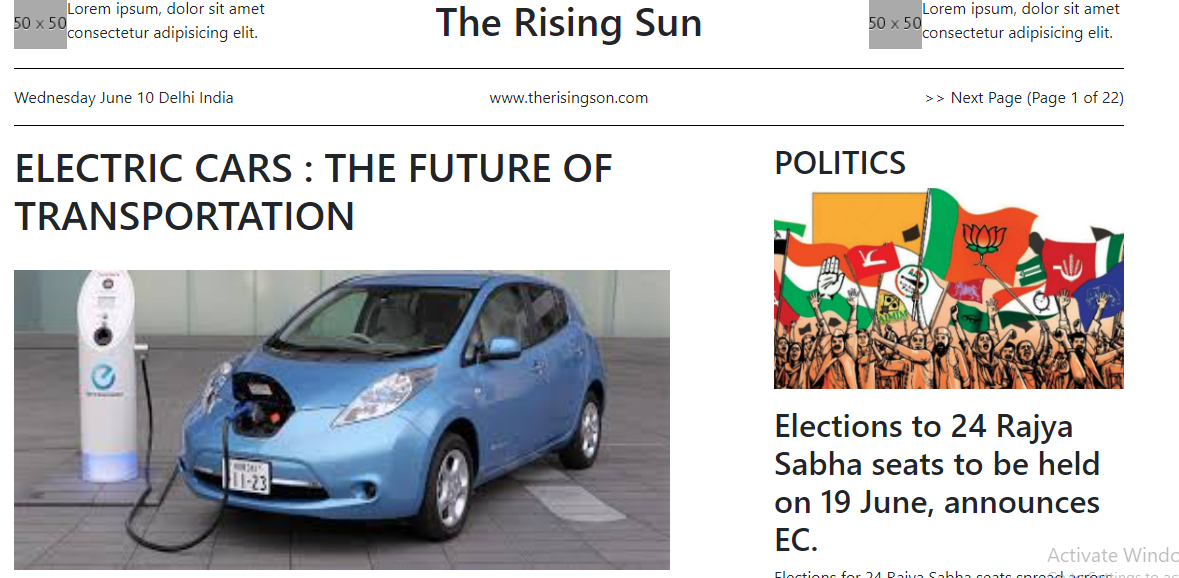 50 x 50
Lorem ipsum, dolor sit amet
consectetur adipisicing elit.
The Rising Sun
50 x 50
Lorem ipsum, dolor sit amet
consectetur adipisicing elit.
Wednesday June 10 Delhi India
www.therisingson.com
>> Next Page (Page 1 of 22)
ELECTRIC CARS : THE FUTURE OF
TRANSPORTATION
11-23
POLITICS
AIMIM
Elections to 24 Rajya
Sabha seats to be held
on 19 June, announces
EC.
Elections for 24 Rajya Sabha seats spread across
Activate Windo